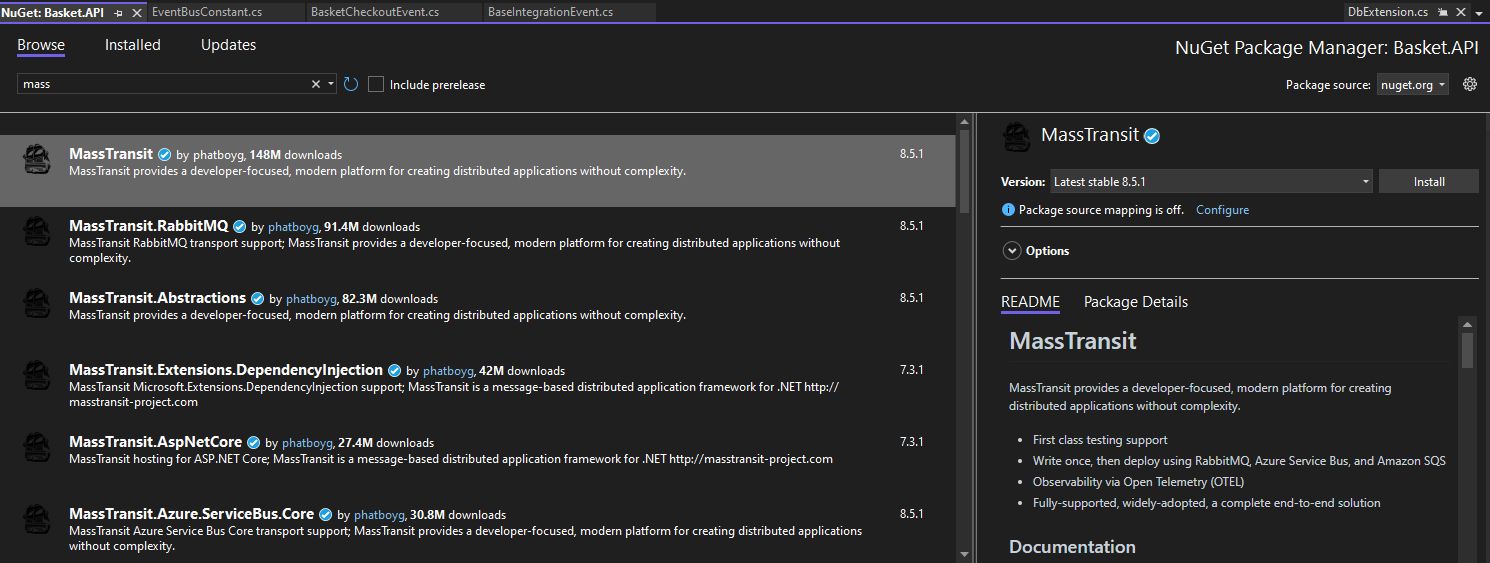 NuGet: Basket.API
EventBusConstant.cs
BasketCheckoutEvent.cs
BaseIntegrationEvent.cs
DbExtension.cs
Browse
Installed
Updates
NuGet Package Manager: Basket.API
mass
Include prerelease
Package source: nuget.org
MassTransit by phatboyg, 148M downloads
8.5.1
MassTransit provides a developer-focused, modern platform for creating distributed applications without complexity.
MassTransit.RabbitMQ by phatboyg, 91.4M downloads
8.5.1
MassTransit RabbitMQ transport support; MassTransit provides a developer-focused, modern platform for creating distributed applications without
complexity.
MassTransit.Abstractions by phatboyg, 82.3M downloads
8.5.1
MassTransit provides a developer-focused, modern platform for creating distributed applications without complexity.
MassTransit.Extensions.DependencyInjection by phatboyg, 42M downloads
7.3.1
MassTransit Microsoft.Extensions.DependencyInjection support; MassTransit is a message-based distributed application framework for .NET http://
masstransit-project.com
MassTransit.AspNetCore by phatboyg, 27.4M downloads
7.3.1
MassTransit hosting for ASP.NET Core; MassTransit is a message-based distributed application framework for .NET http://masstransit-project.com
MassTransit.Azure.ServiceBus.Core by phatboyg, 30.8M downloads
8.5.1
MassTransit Azure Service Bus Core transport support; MassTransit provides a developer-focused, modern platform for creating distributed applications
without complexity.
MassTransit
Version: Latest stable 8.5.1
Install
Package source mapping is off. Configure
Options
README
Package Details
MassTransit
MassTransit provides a developer-focused, modern platform for creating
distributed applications without complexity.
• First class testing support
• Write once, then deploy using RabbitMQ, Azure Service Bus, and Amazon SQS
• Observability via Open Telemetry (OTEL)
• Fully-supported, widely-adopted, a complete end-to-end solution
Documentation